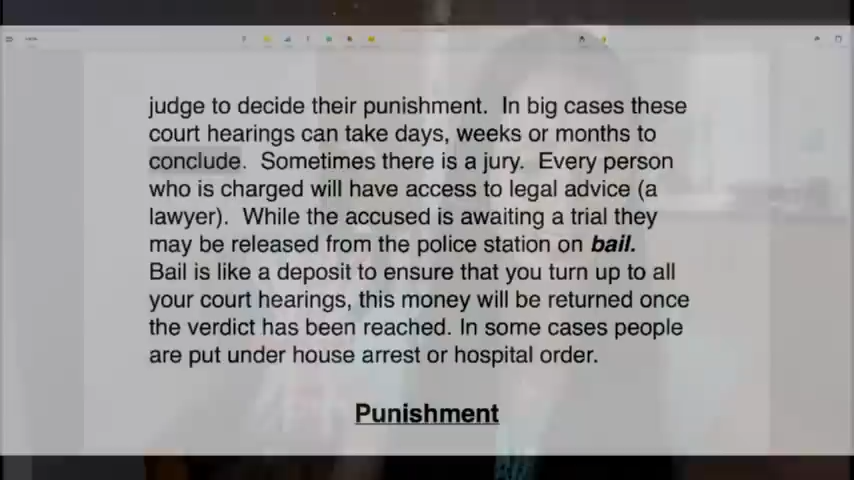 judge to decide their punishment.  In big cases these
court hearings can take days, weeks or months to
conclude.  Sometimes there is a jury.  Every person
who is charged will have access to legal advice (a
lawyer).  While the accused is awaiting a trial they
may be released from the police station on bail.
Bail is like a deposit to ensure that you turn up to all
your court hearings, this money will be returned once
the verdict has been reached. In some cases people
are put under house arrest or hospital order.
Punishment